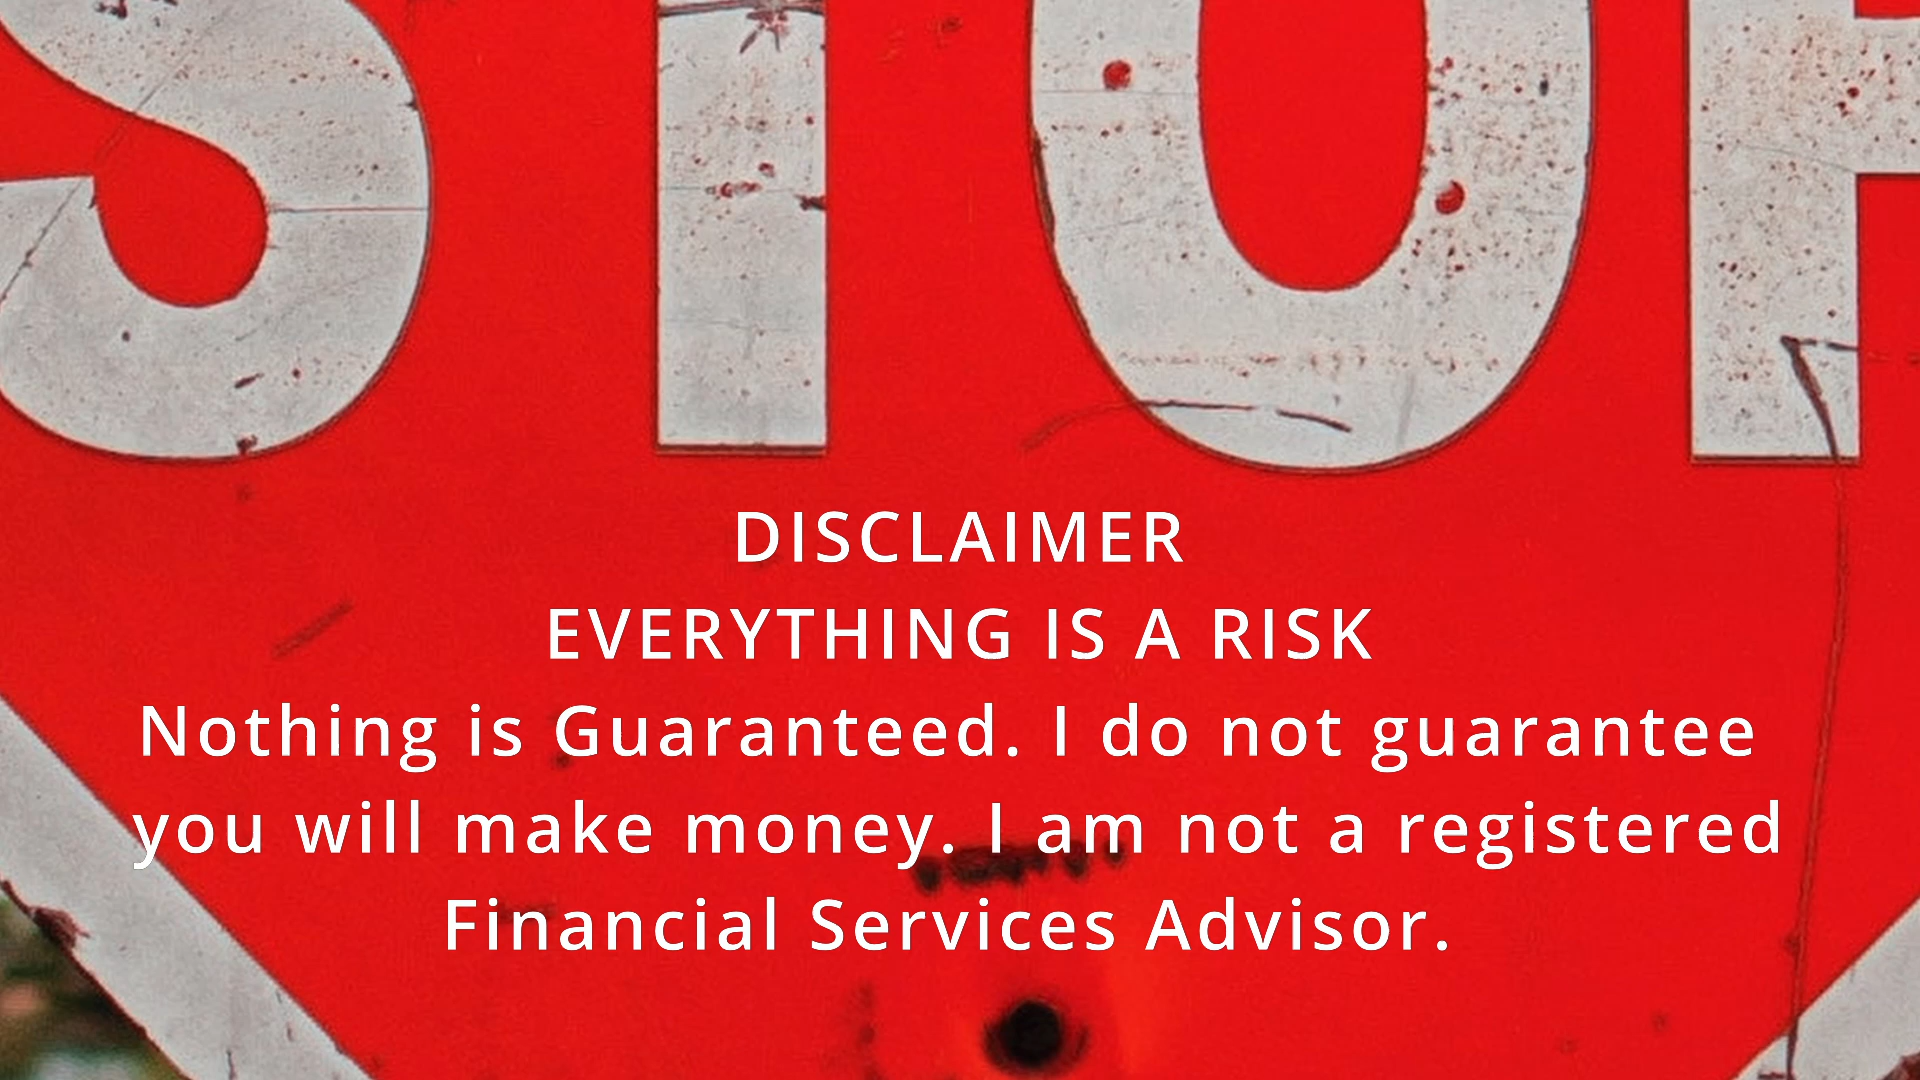 STOP
DISCLAIMER
EVERYTHING IS A RISK
Nothing is Guaranteed. I do not guarantee
you will make money. I am not a registered
Financial Services Advisor.